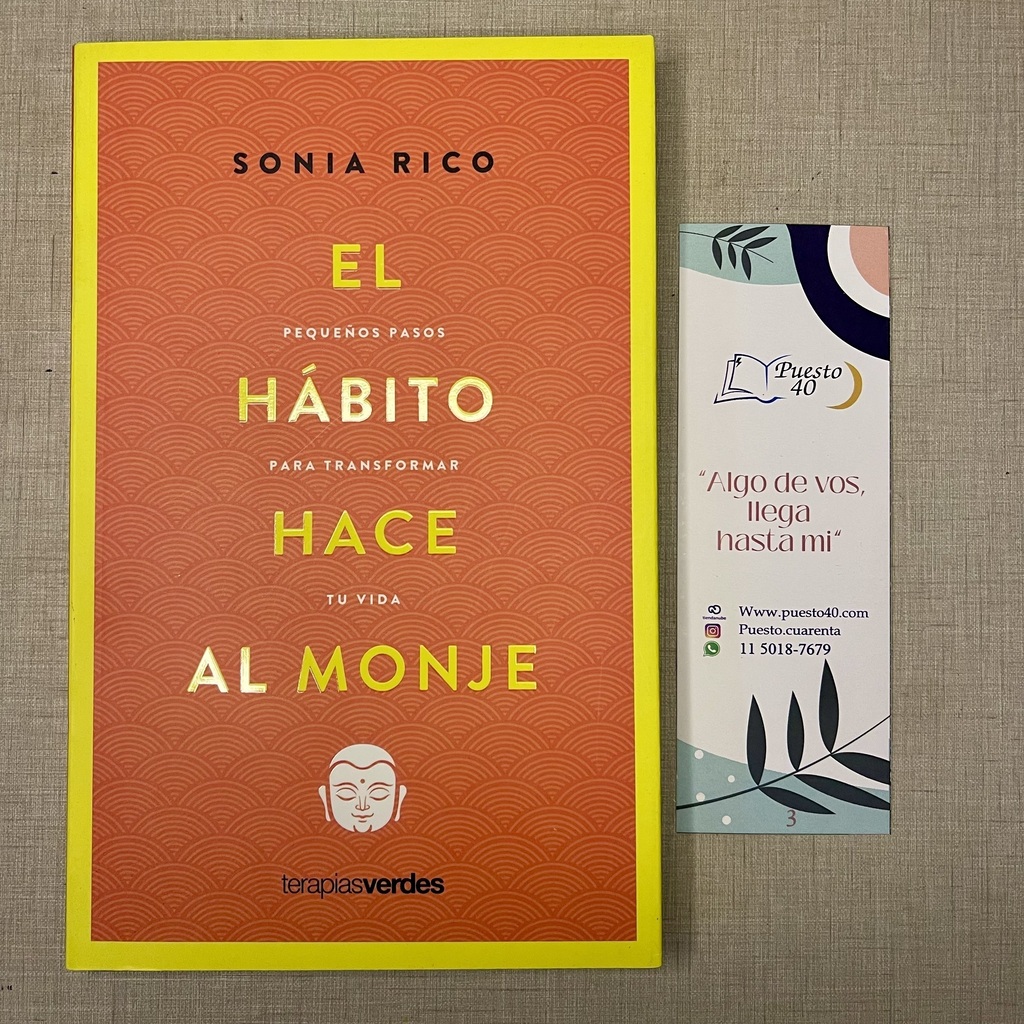 SONIA RICO
EL
PEQUEÑOS PASOS
HÁBITO
PARA TRANSFORMAR
HACE
TU VIDA
AL MONJE
terapiasverdes
Puesto
40
“Algo de vos,
llega
hasta mi“
tiendanube
Www.puesto40.com
Puesto.cuarenta
11 5018-7679
3